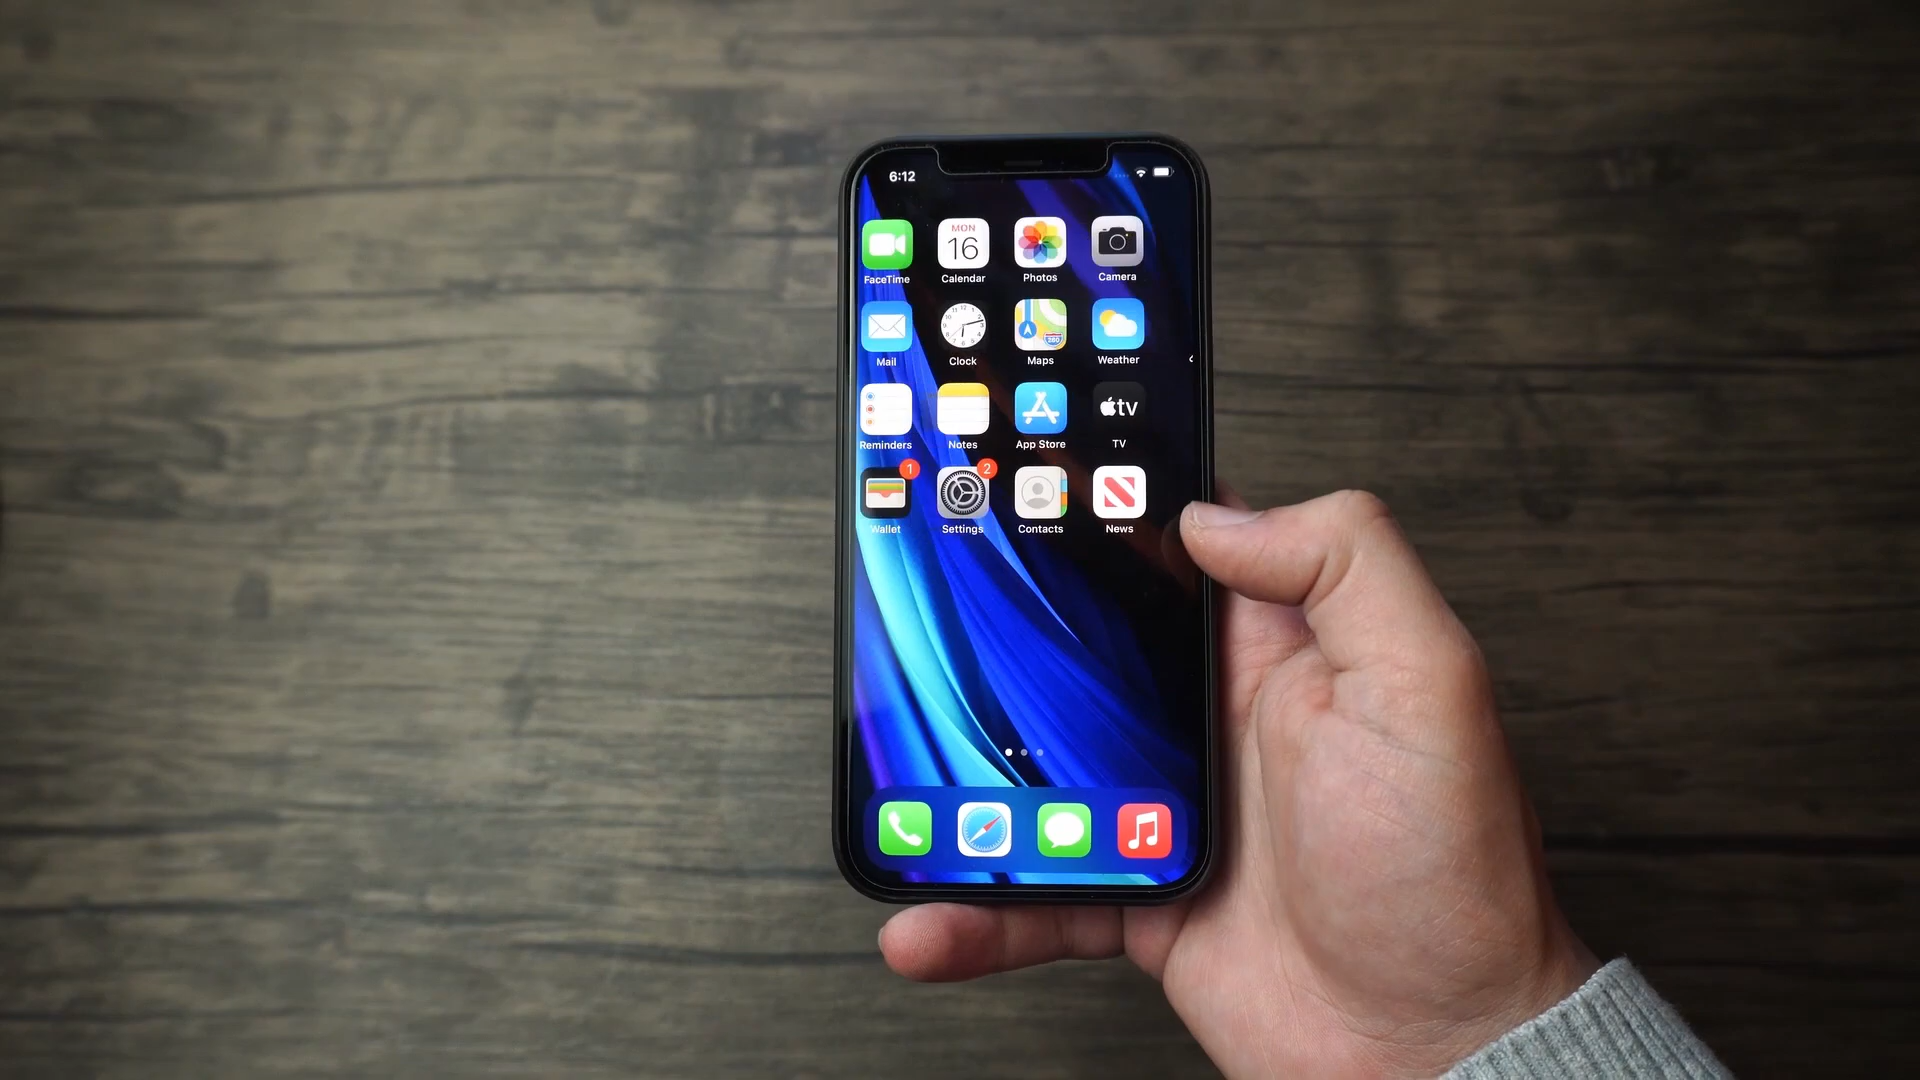 6:12
MON
16
FaceTime Calendar Photos Camera
280
Mail Clock Maps Weather
tv
Reminders Notes App Store TV
1 2
Wallet Settings Contacts News